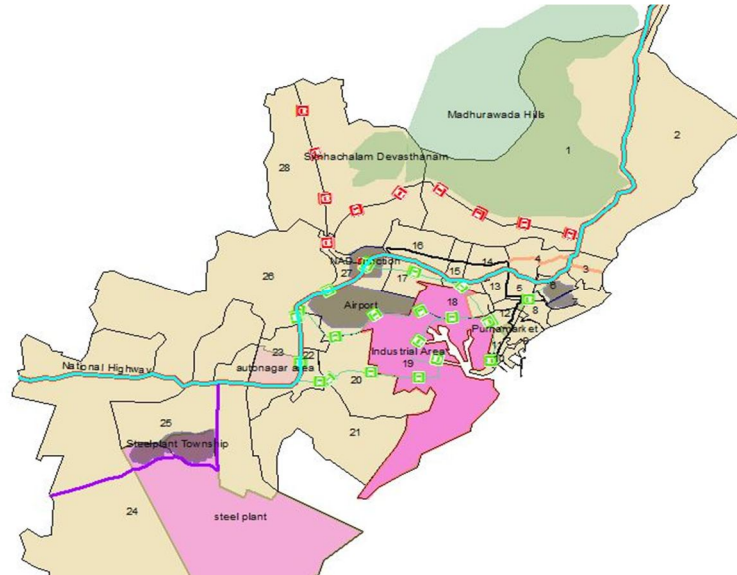 Madhurawada Hills
2
1
Simhachalam Devasthanam
28
16
4
14
3
NAD Junction
26
27
17
15
13
5
6
7
Airport
18
12
8
Purnamarket
9
11
23
22
Industrial Area
19
National Highway
autonagar area
20
25
21
Steelplant Township
24
steel plant